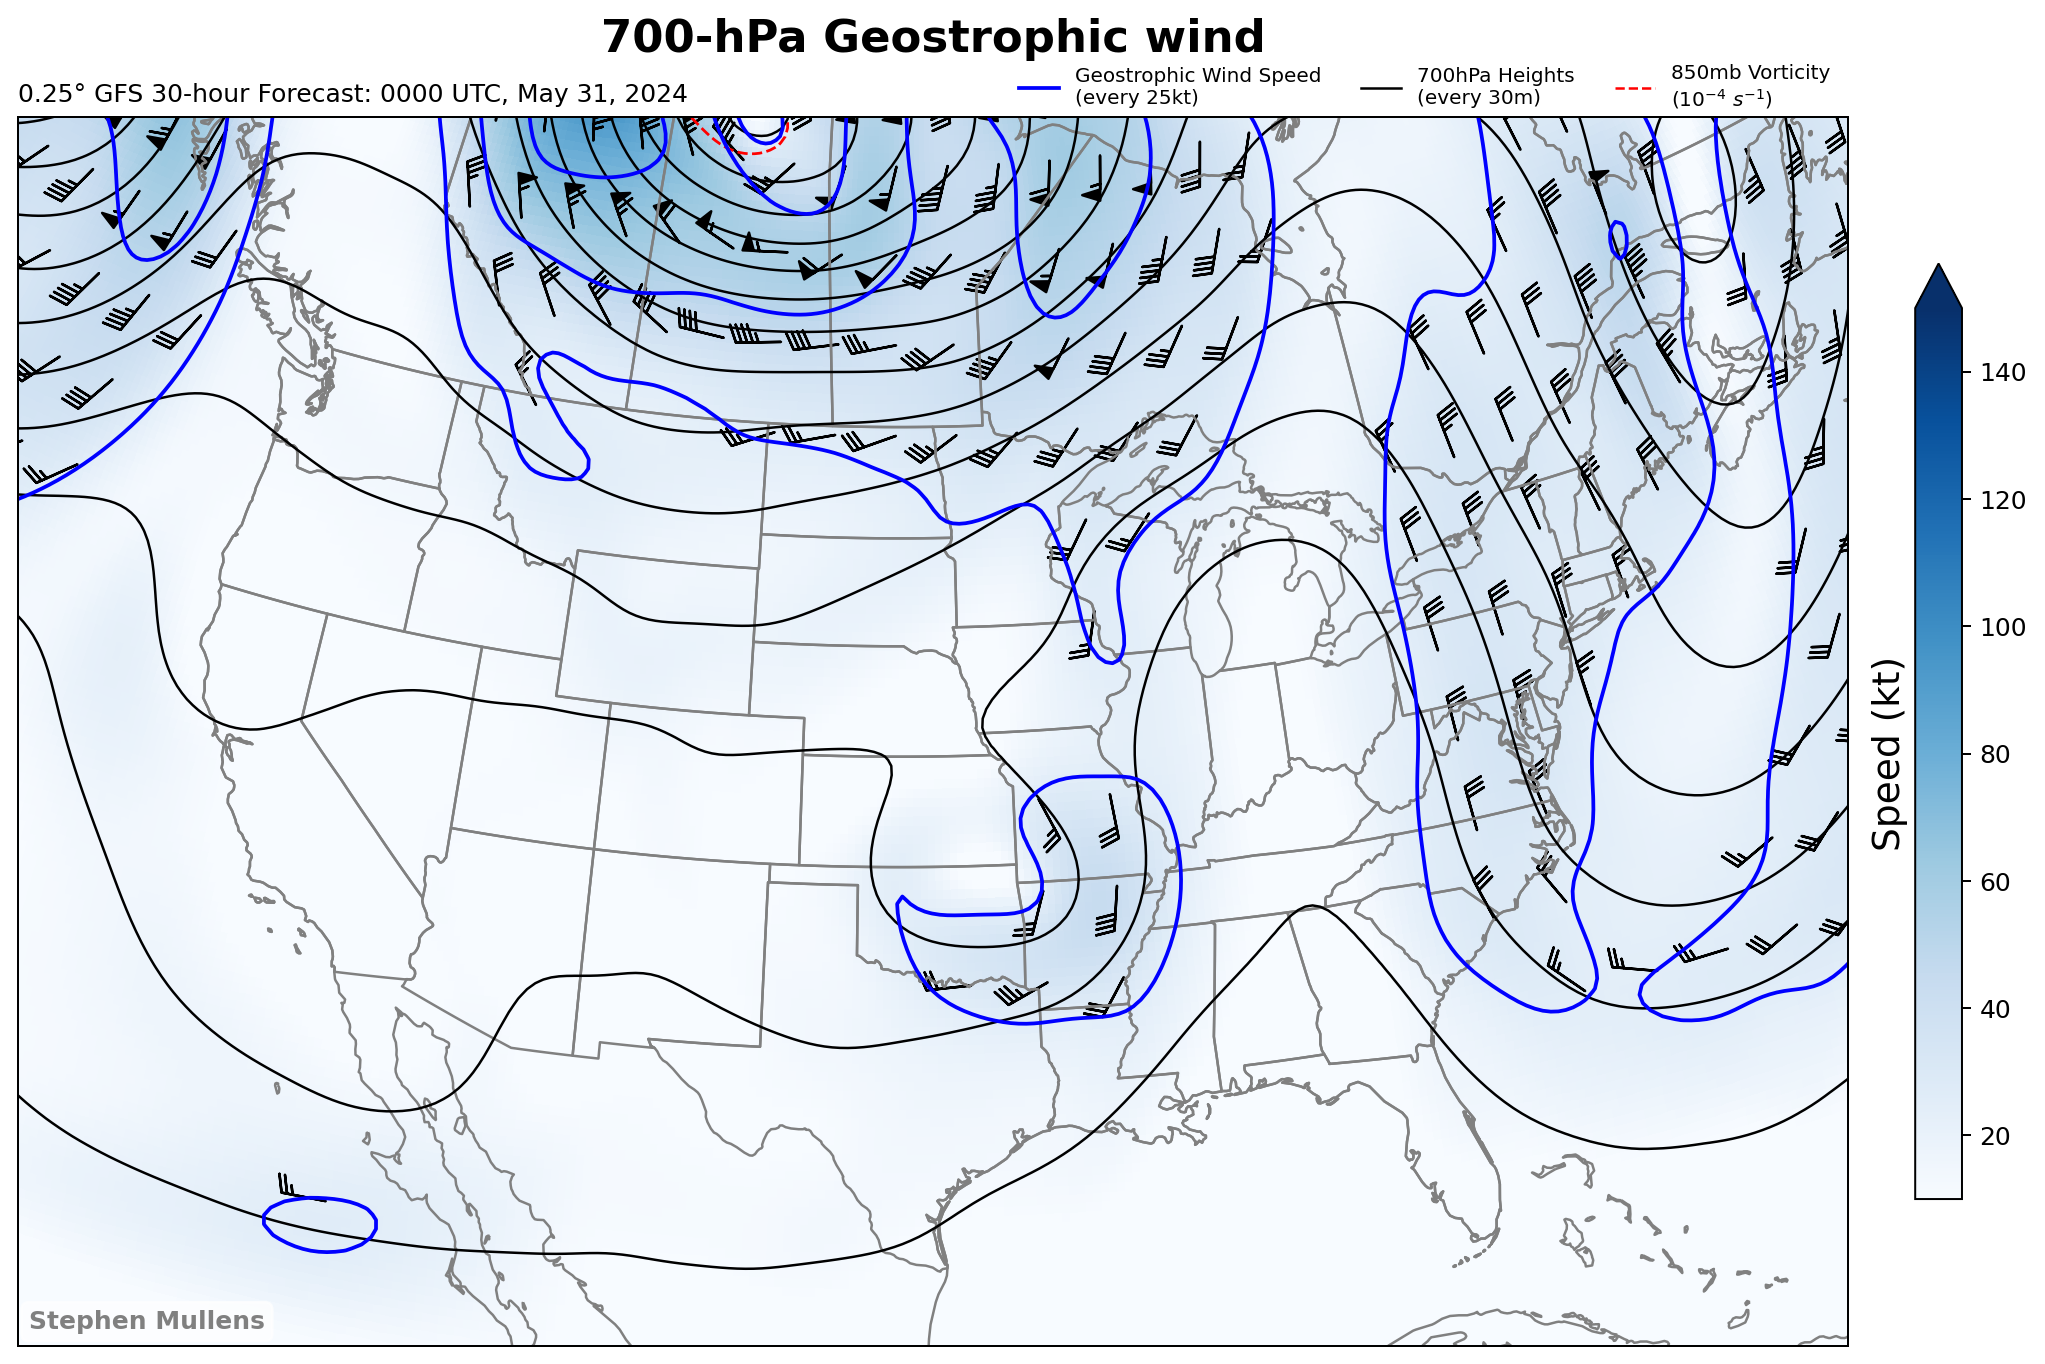 700-hPa Geostrophic wind
0.25° GFS 30-hour Forecast: 0000 UTC, May 31, 2024
Geostrophic Wind Speed
(every 25kt)
700hPa Heights
(every 30m)
850mb Vorticity
(10⁻⁴ s⁻¹)
140
120
100
80
60
40
20
Speed (kt)
Stephen Mullens